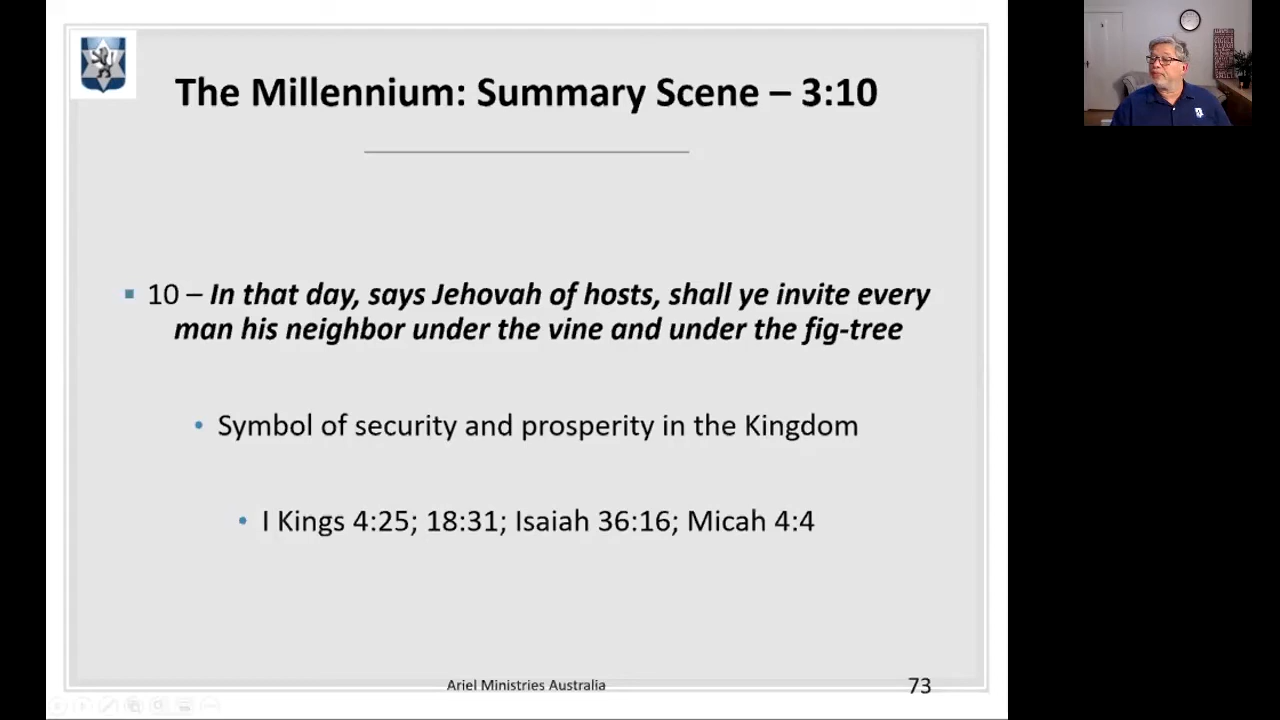 The Millennium: Summary Scene – 3:10
▪ 10 – In that day, says Jehovah of hosts, shall ye invite every
man his neighbor under the vine and under the fig-tree
• Symbol of security and prosperity in the Kingdom
• I Kings 4:25; 18:31; Isaiah 36:16; Micah 4:4
Ariel Ministries Australia
73